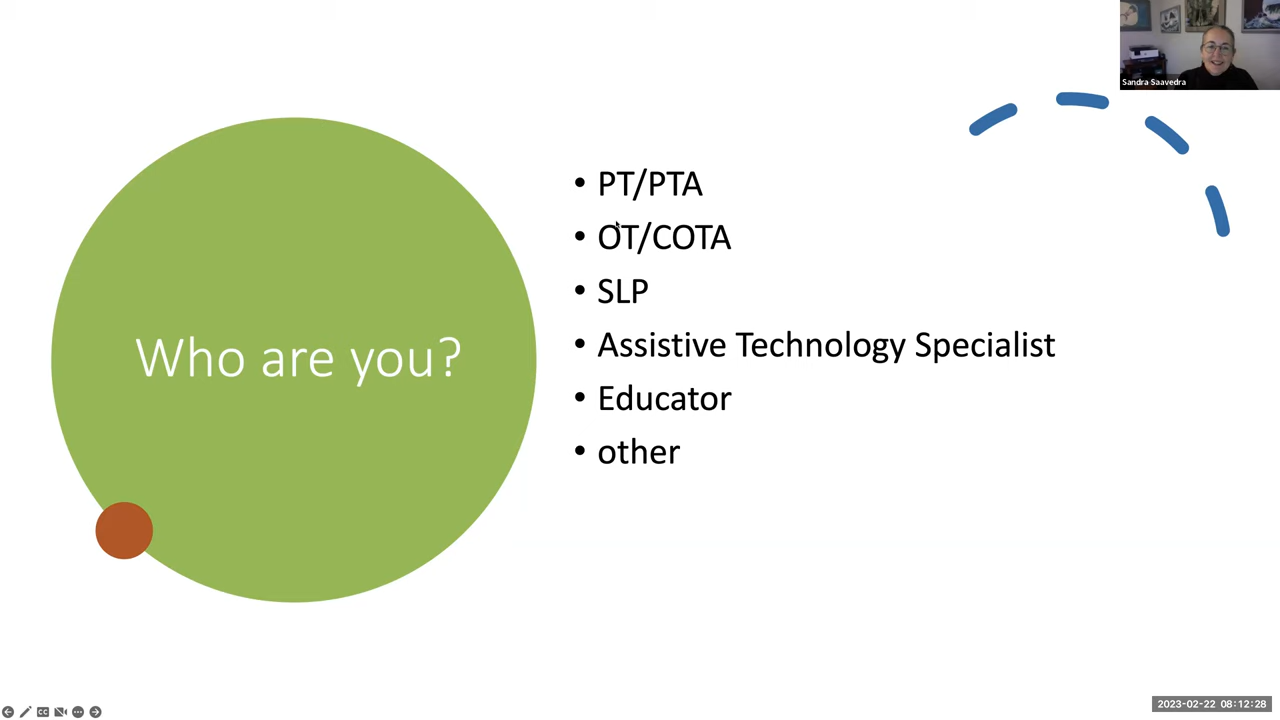 Sandra Saavedra
Who are you?
• PT/PTA
• OT/COTA
• SLP
• Assistive Technology Specialist
• Educator
• other
CC
2023-02-22 08:12:28